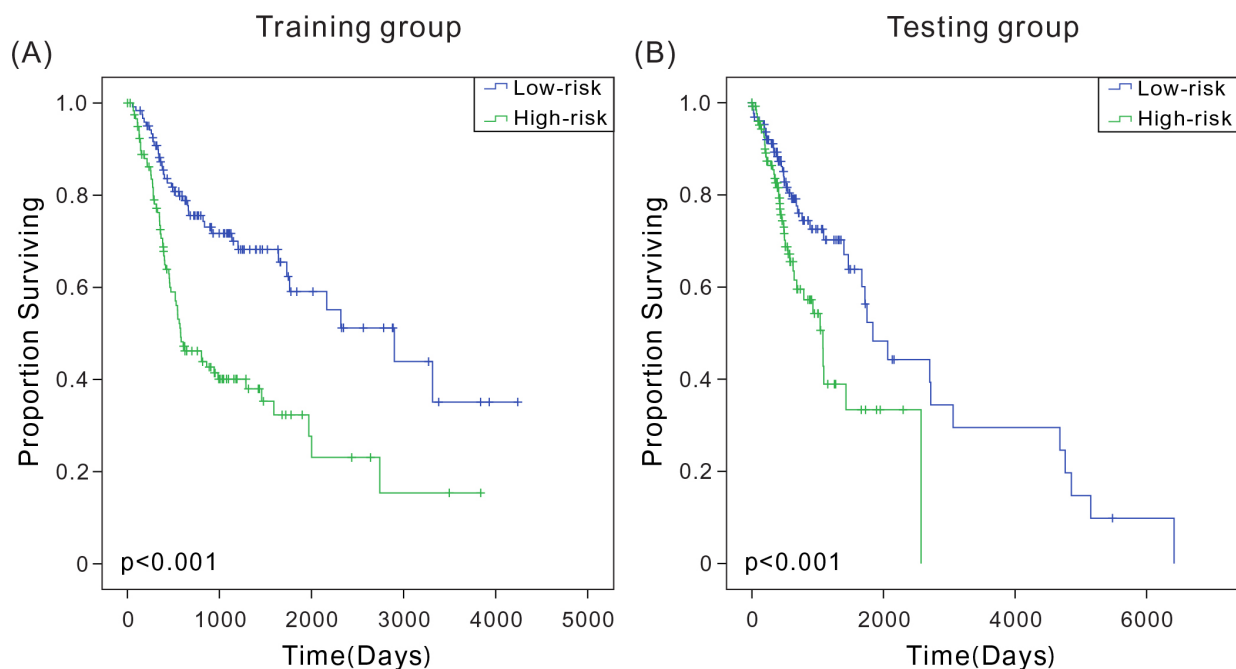 Training group
(A)
Low-risk
High-risk
1.0
0.8
0.6
0.4
0.2
0
Proportion Surviving
p<0.001
0 1000 2000 3000 4000 5000
Time(Days)
Testing group
(B)
Low-risk
High-risk
1.0
0.8
0.6
0.4
0.2
0
Proportion Surviving
p<0.001
0 2000 4000 6000
Time(Days)